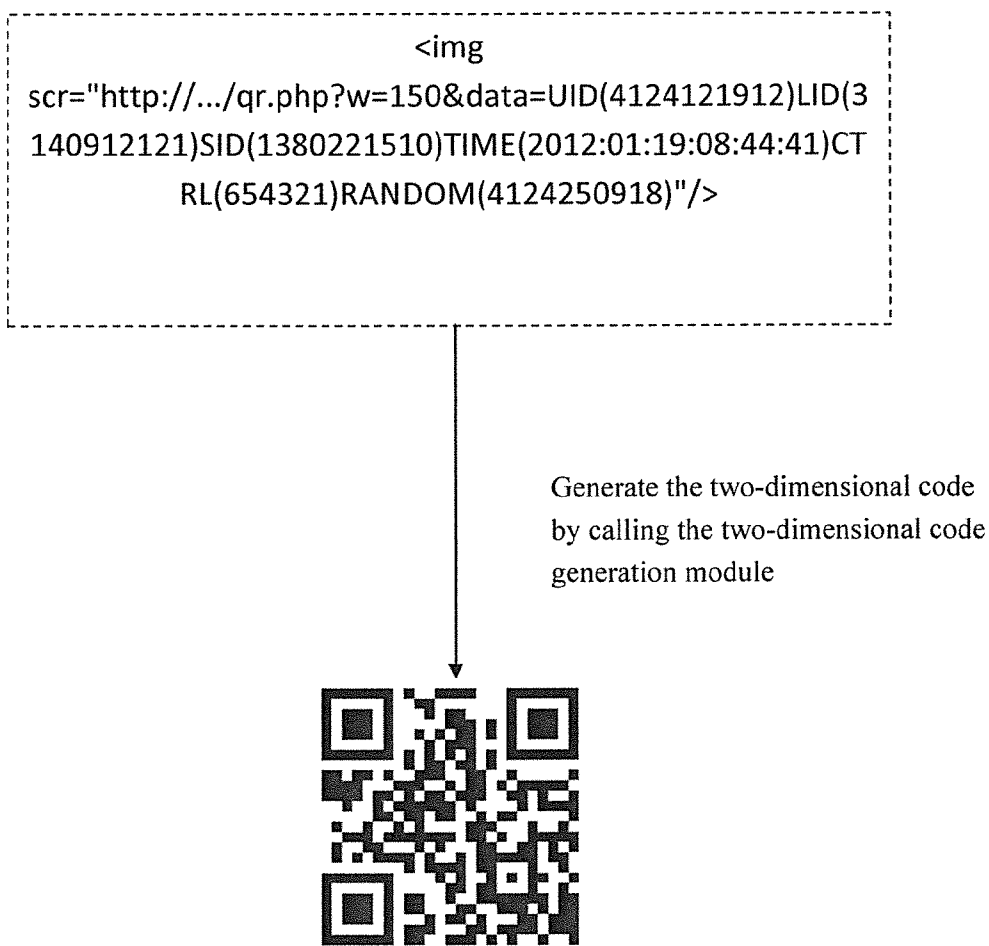 <img
scr="http://.../qr.php?w=150&data=UID(4124121912)LID(3
140912121)SID(1380221510)TIME(2012:01:19:08:44:41)CT
RL(654321)RANDOM(4124250918)"/>
Generate the two-dimensional code
by calling the two-dimensional code
generation module